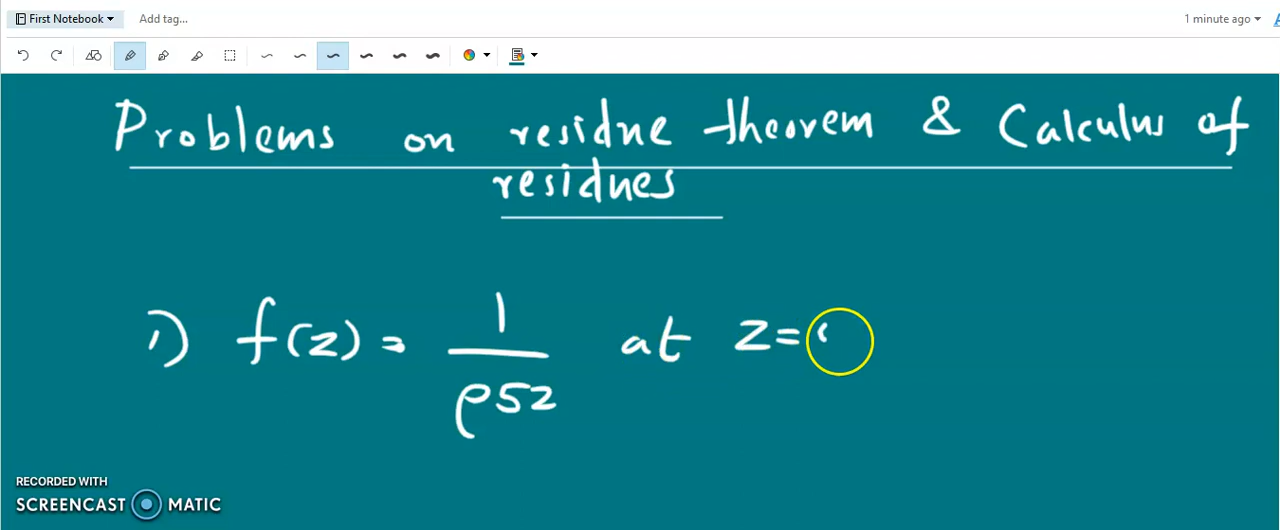 First Notebook Add tag... 1 minute ago
Problems on residue theorem & Calculus of
residues
1) f(z) = 1 / e5z at z=
RECORDED WITH
SCREENCAST MATIC